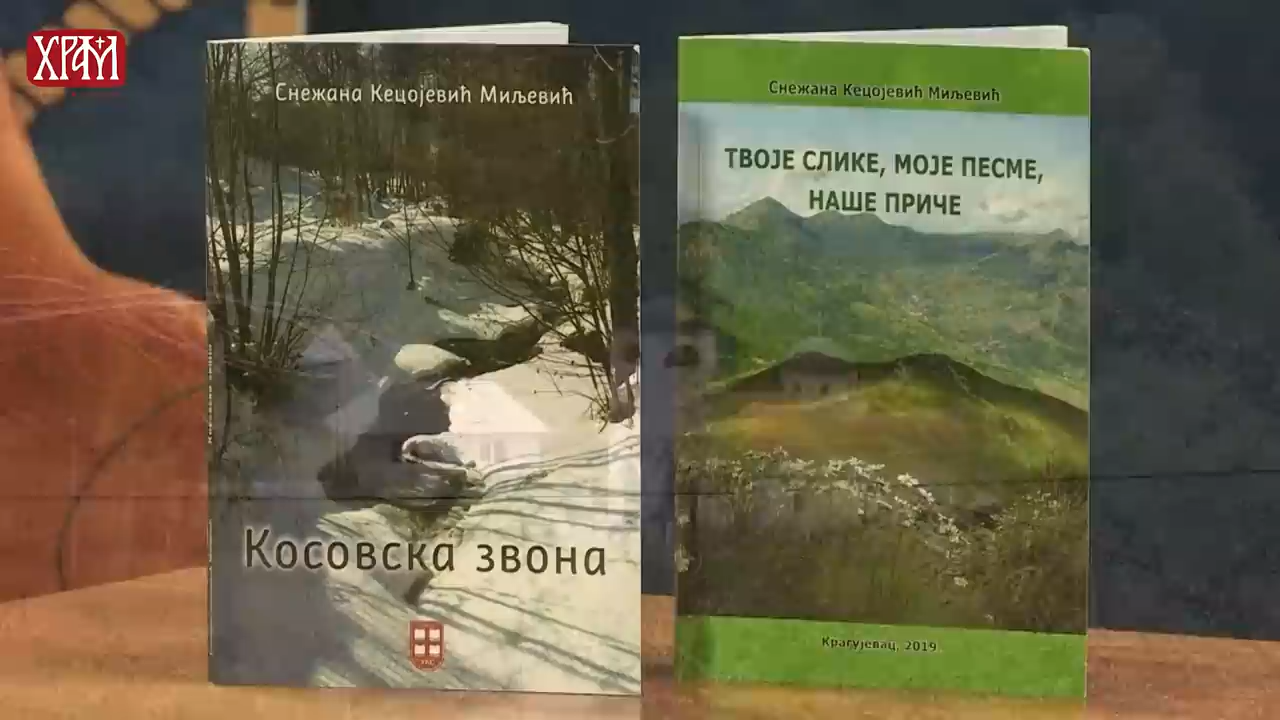 ХРАМ
Снежана Кецојевић Миљевић
Косовска звона
Снежана Кецојевић Миљевић
ТВОЈЕ СЛИКЕ, МОЈЕ ПЕСМЕ,
НАШЕ ПРИЧЕ
Крагујевац, 2019.